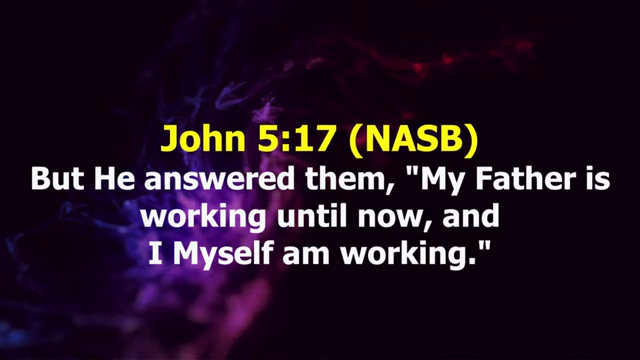 John 5:17 (NASB)
But He answered them, "My Father is
working until now, and
I Myself am working."